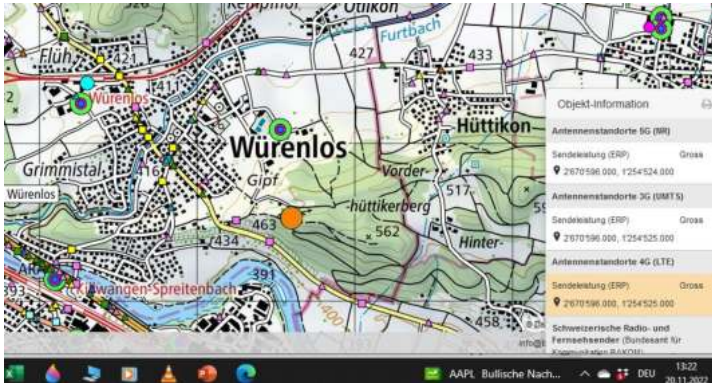 Otlikon
Furtbach
427
433
Flüh
421
411
Würenlos
Würenlos
Hüttikon
Grimmistal
416
Gipf
Vorder-
-hüttikerberg
517
Würenlos
463
562
434
Hinter-
391
Killwangen-Spreitenbach
400
458
Objekt-Information
Antennenstandorte 5G (NR)
Sendeleistung (ERP) Gross
2'670'596.000, 1'254'524.000
Antennenstandorte 3G (UMTS)
Sendeleistung (ERP) Gross
2'670'596.000, 1'254'525.000
Antennenstandorte 4G (LTE)
Sendeleistung (ERP) Gross
2'670'596.000, 1'254'525.000
Schweizerische Radio- und
Fernsehsender (Bundesamt für
Kommunikation BAKOM)
AAPL Bullische Nach...
DEU
13:22
20.11.2022